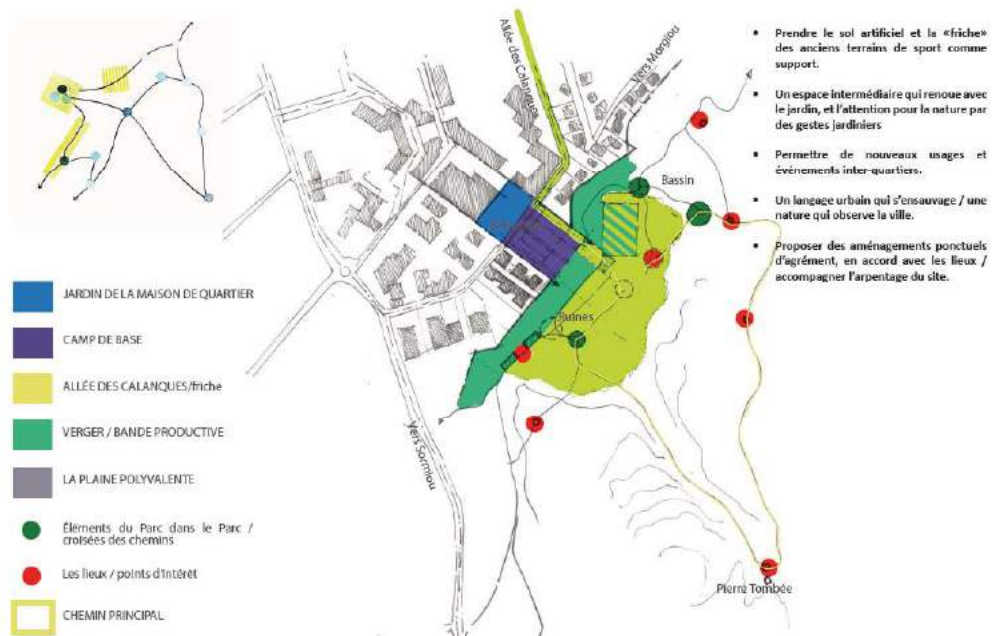 Allée des Calanques
Vers Morgiou
Bassin
Ruines
Vers Sormiou
Pierre Tombée
• Prendre le sol artificiel et la «friche»
des anciens terrains de sport comme
support.
• Un espace intermédiaire qui renoue avec
le jardin, et l'attention pour la nature par
des gestes jardiniers
• Permettre de nouveaux usages et
événements inter-quartiers.
• Un langage urbain qui s'ensauvage / une
nature qui observe la ville.
• Proposer des aménagements ponctuels
d'agrément, en accord avec les lieux /
accompagner l'arpentage du site.
JARDIN DE LA MAISON DE QUARTIER
CAMP DE BASE
ALLÉE DES CALANQUES/friche
VERGER / BANDE PRODUCTIVE
LA PLAINE POLYVALENTE
Éléments du Parc dans le Parc /
croisées des chemins
Les lieux / points d'intérêt
CHEMIN PRINCIPAL